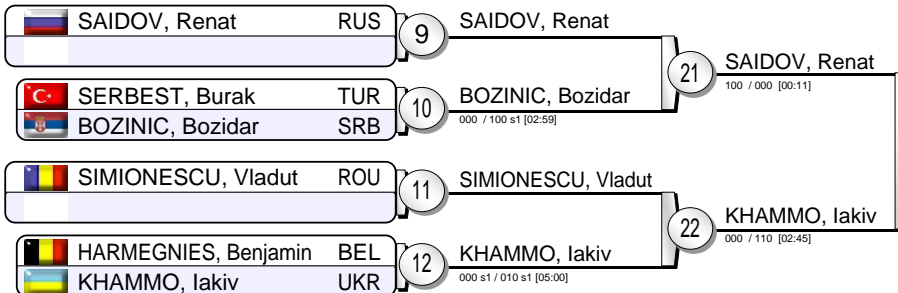 SAIDOV, Renat RUS
9
SAIDOV, Renat
SERBEST, Burak TUR
BOZINIC, Bozidar SRB
10
BOZINIC, Bozidar
000 / 100 s1 [02:59]
21
SAIDOV, Renat
100 / 000 [00:11]
SIMIONESCU, Vladut ROU
11
SIMIONESCU, Vladut
HARMEGNIES, Benjamin BEL
KHAMMO, Iakiv UKR
12
KHAMMO, Iakiv
000 s1 / 010 s1 [05:00]
22
KHAMMO, Iakiv
000 / 110 [02:45]